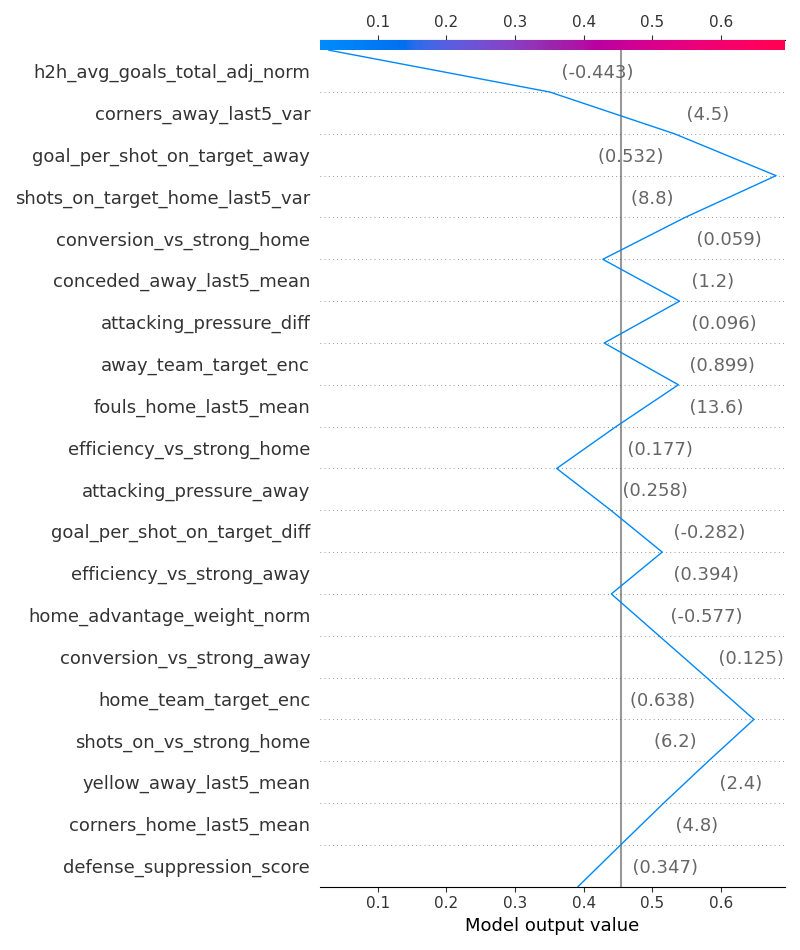 0.1 0.2 0.3 0.4 0.5 0.6
h2h_avg_goals_total_adj_norm (-0.443)
corners_away_last5_var (4.5)
goal_per_shot_on_target_away (0.532)
shots_on_target_home_last5_var (8.8)
conversion_vs_strong_home (0.059)
conceded_away_last5_mean (1.2)
attacking_pressure_diff (0.096)
away_team_target_enc (0.899)
fouls_home_last5_mean (13.6)
efficiency_vs_strong_home (0.177)
attacking_pressure_away (0.258)
goal_per_shot_on_target_diff (-0.282)
efficiency_vs_strong_away (0.394)
home_advantage_weight_norm (-0.577)
conversion_vs_strong_away (0.125)
home_team_target_enc (0.638)
shots_on_vs_strong_home (6.2)
yellow_away_last5_mean (2.4)
corners_home_last5_mean (4.8)
defense_suppression_score (0.347)
0.1 0.2 0.3 0.4 0.5 0.6
Model output value